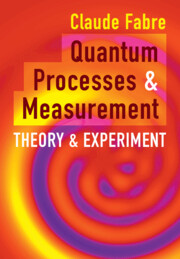 Claude Fabre
Quantum
Processes &
Measurement
THEORY & EXPERIMENT